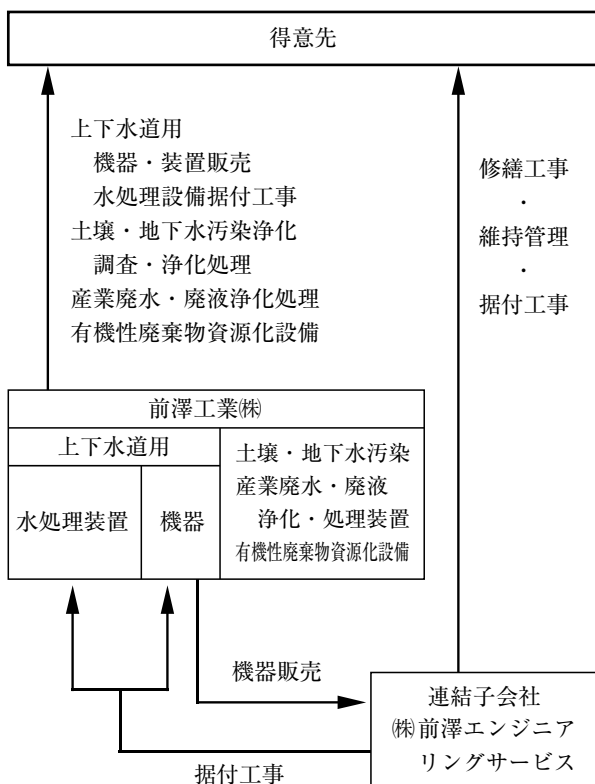 得意先
上下水道用
機器・装置販売
水処理設備据付工事
土壌・地下水汚染浄化
調査・浄化処理
産業廃水・廃液浄化処理
有機性廃棄物資源化設備
修繕工事
・
維持管理
・
据付工事
前澤工業㈱
上下水道用
水処理装置
機器
土壌・地下水汚染
産業廃水・廃液
浄化・処理装置
有機性廃棄物資源化設備
機器販売
連結子会社
㈱前澤エンジニア
リングサービス
据付工事